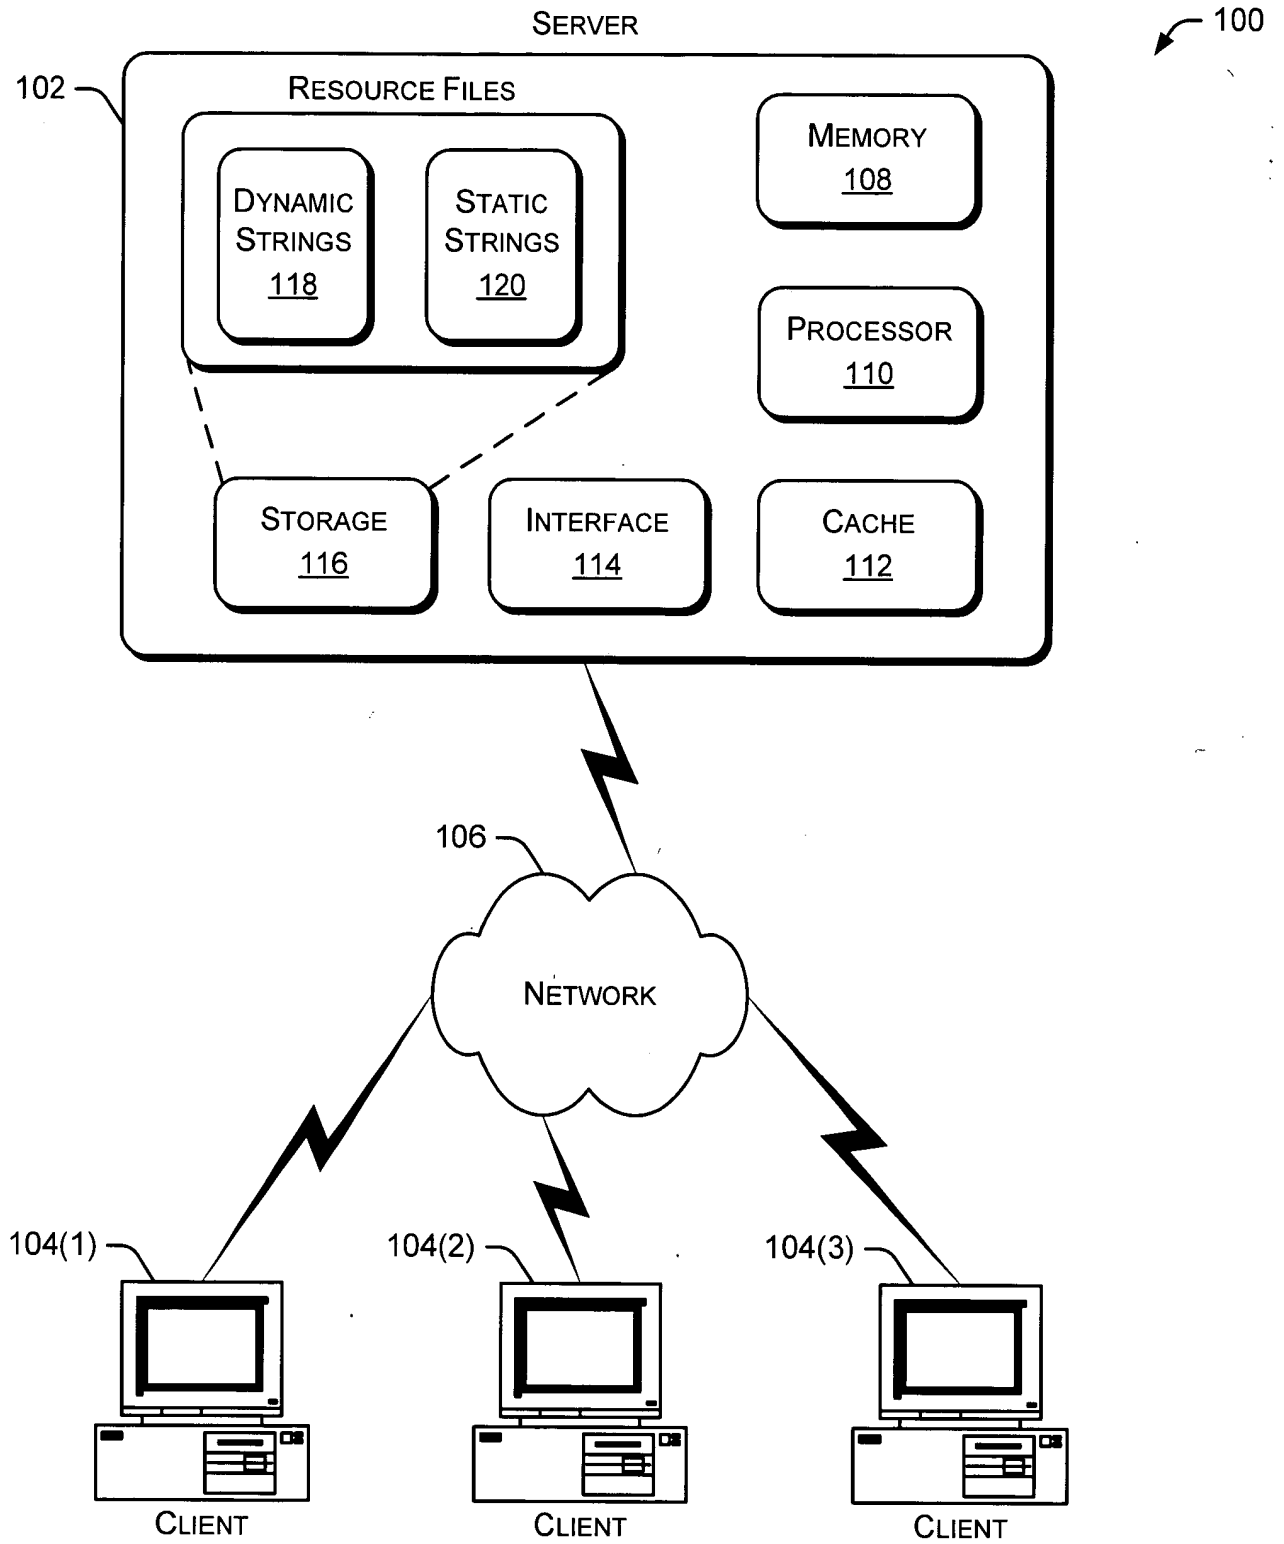 SERVER
100
102
RESOURCE FILES
DYNAMIC
STRINGS
118
STATIC
STRINGS
120
MEMORY
108
PROCESSOR
110
STORAGE
116
INTERFACE
114
CACHE
112
106
NETWORK
104(1)
104(2)
104(3)
CLIENT
CLIENT
CLIENT